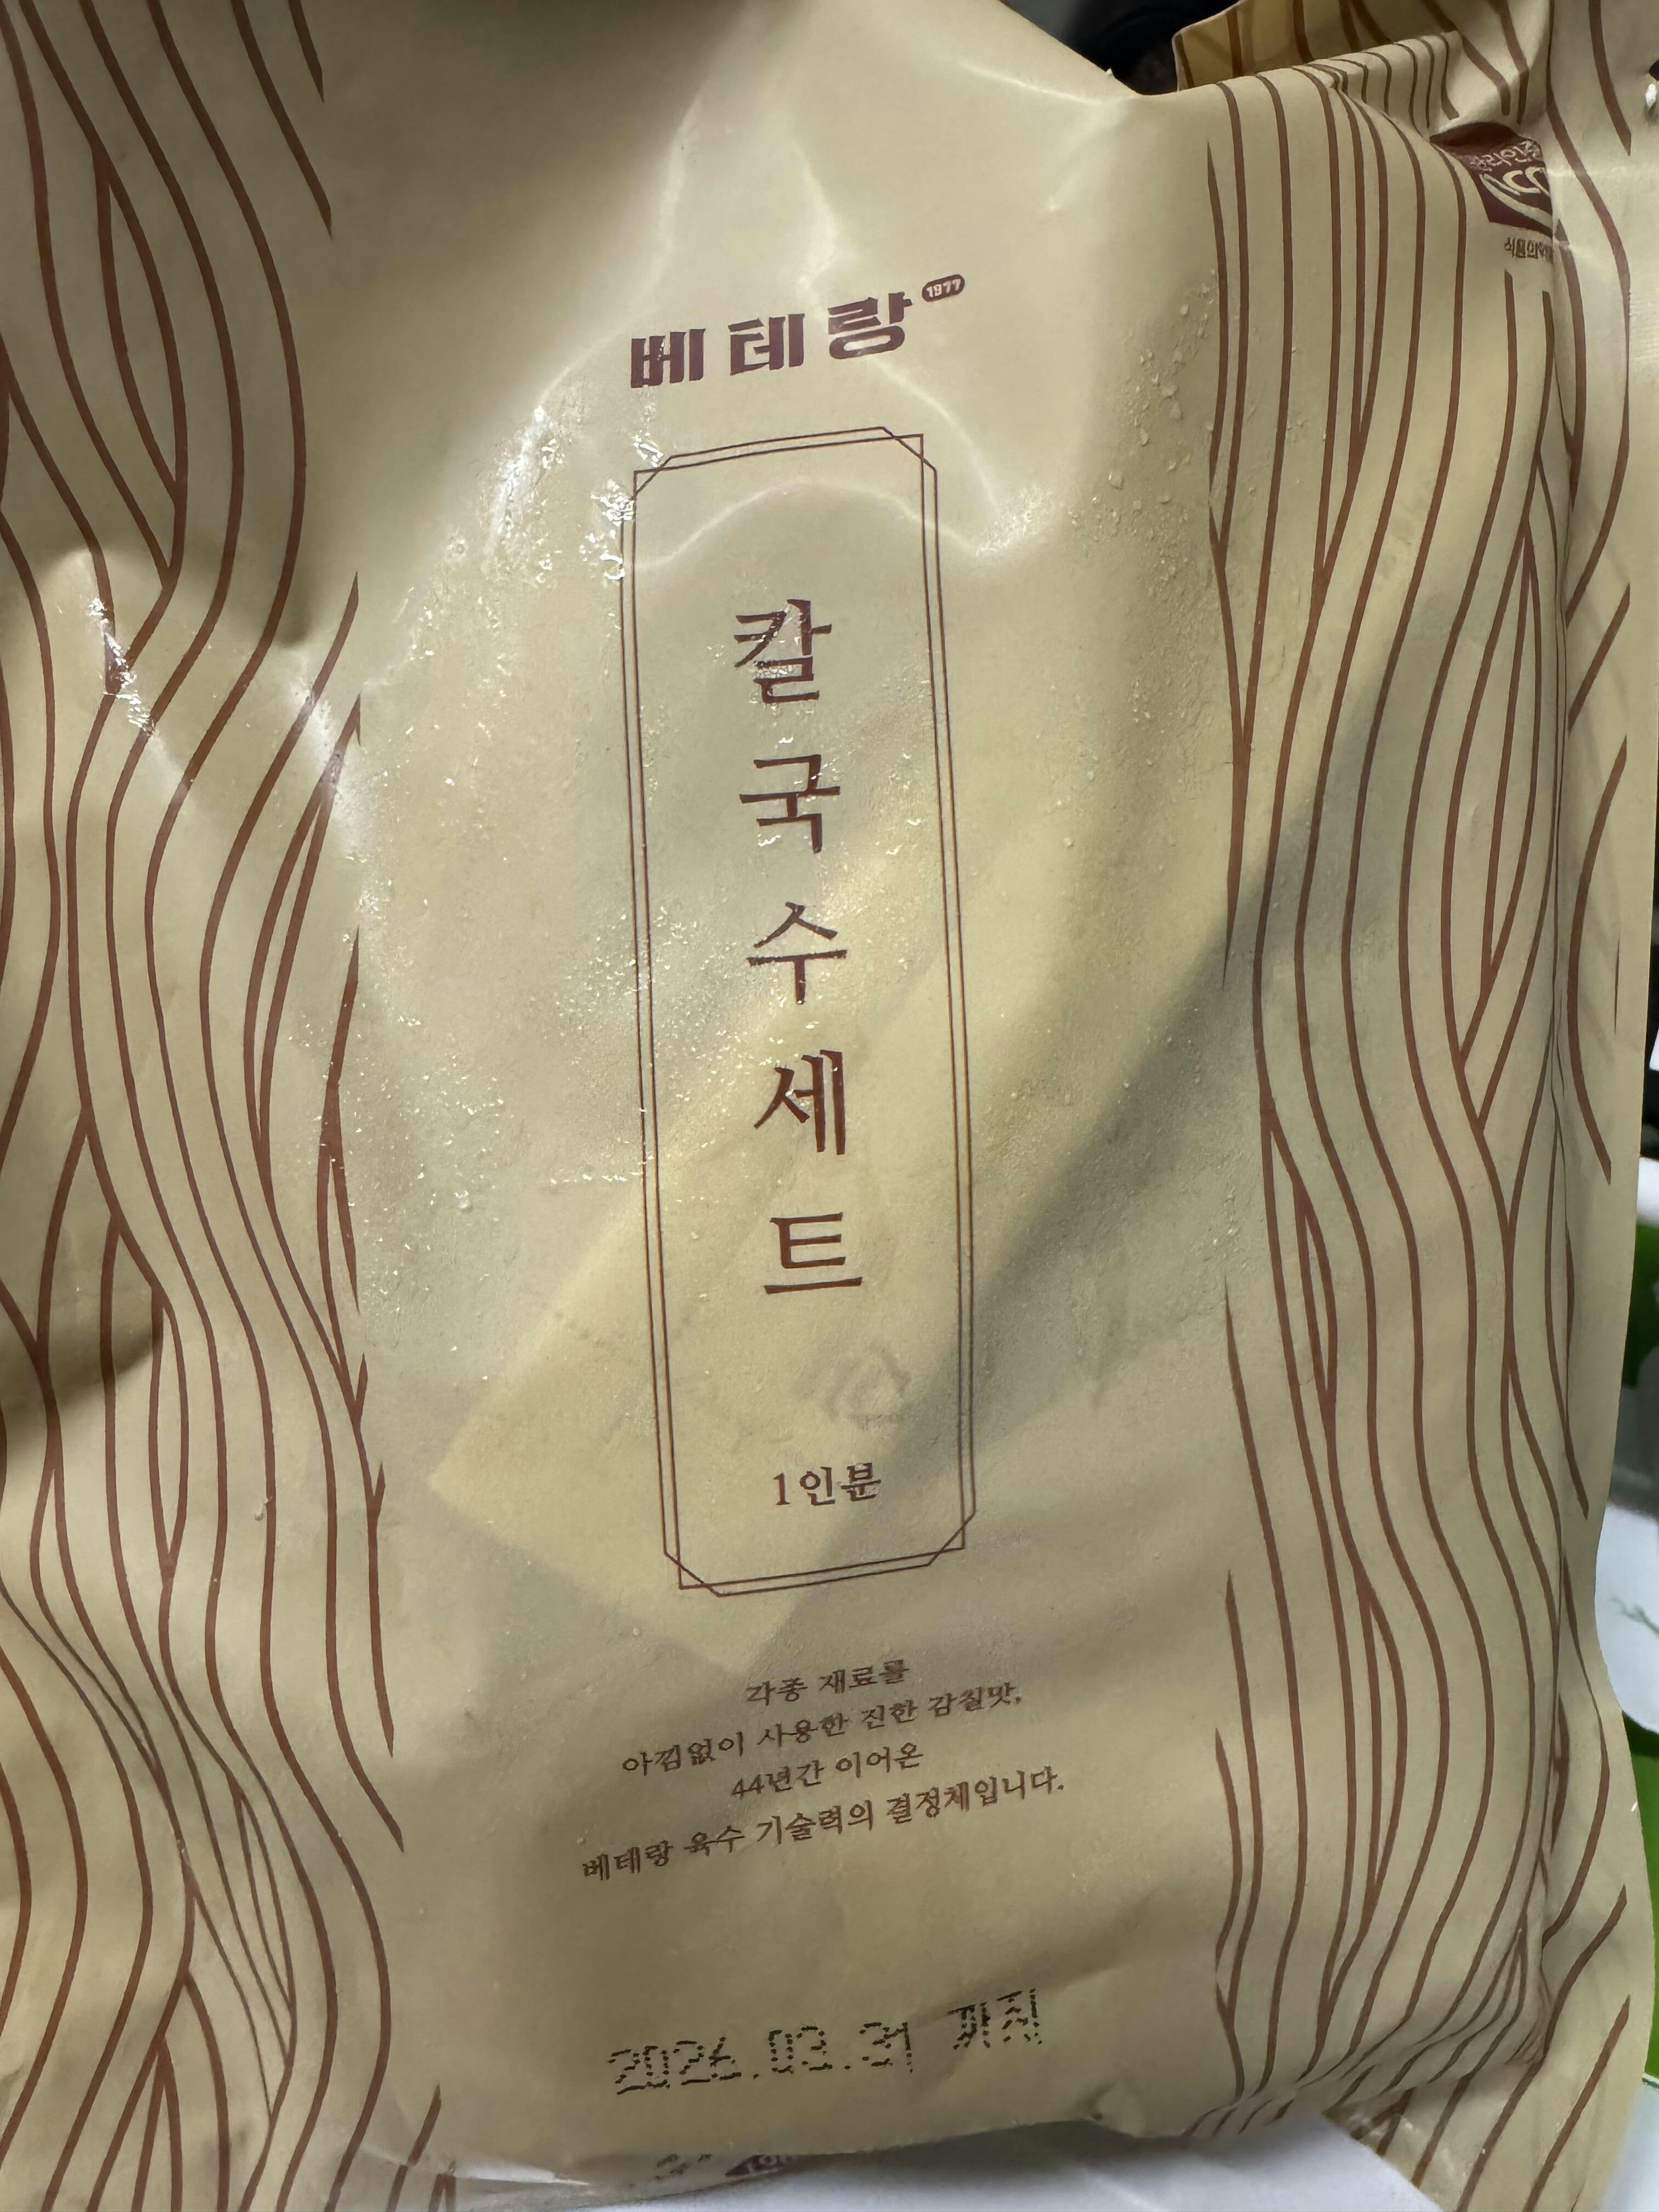 베테랑 1977
칼국수세트
1인분
각종 재료를
아낌없이 사용한 진한 감칠맛,
44년간 이어온
베테랑 육수 기술력의 결정체입니다.
2026.03.31 까지